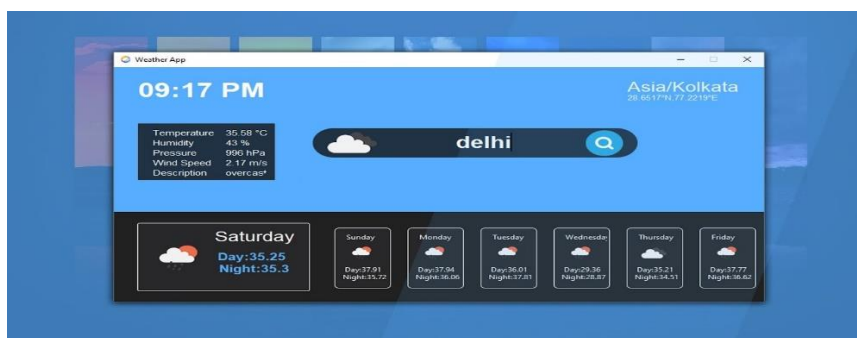 Weather App
09:17 PM
Asia/Kolkata
28.6517°N,77.2219°E
Temperature 35.58 °C
Humidity 43 %
Pressure 996 hPa
Wind Speed 2.17 m/s
Description overcas
delhi
Saturday
Day:35.25
Night:35.3
Sunday
Day:37.91
Night:35.72
Monday
Day:37.94
Night:36.06
Tuesday
Day:36.01
Night:37.81
Wednesday
Day:29.36
Night:28.87
Thursday
Day:35.21
Night:34.51
Friday
Day:37.77
Night:36.62